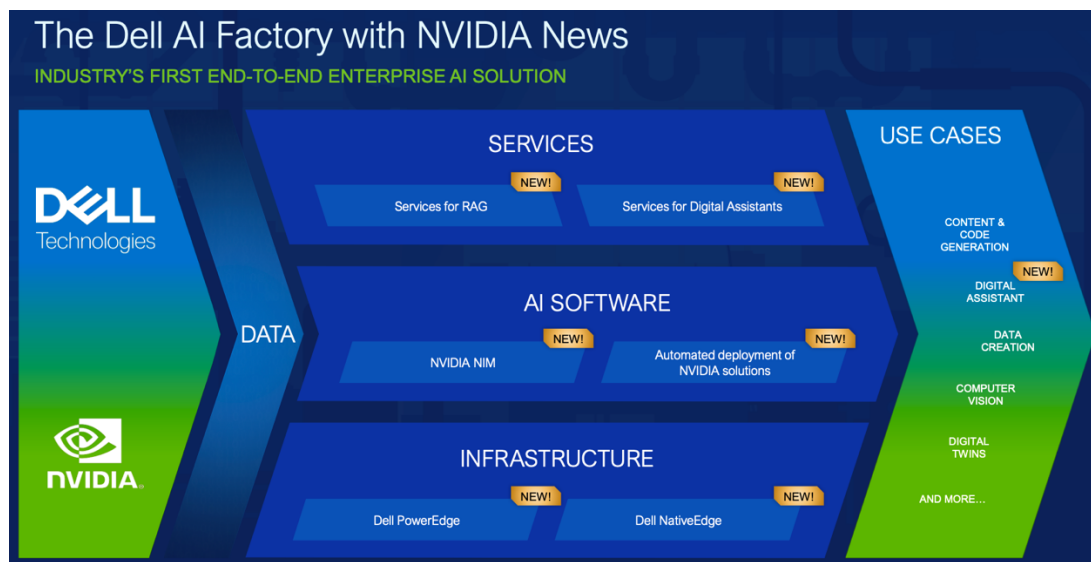 The Dell AI Factory with NVIDIA News
INDUSTRY'S FIRST END-TO-END ENTERPRISE AI SOLUTION
DELL
Technologies
NVIDIA
DATA
SERVICES
NEW!
Services for RAG
NEW!
Services for Digital Assistants
AI SOFTWARE
NEW!
NVIDIA NIM
NEW!
Automated deployment of
NVIDIA solutions
INFRASTRUCTURE
NEW!
Dell PowerEdge
NEW!
Dell NativeEdge
USE CASES
CONTENT &
CODE
GENERATION
NEW!
DIGITAL
ASSISTANT
DATA
CREATION
COMPUTER
VISION
DIGITAL
TWINS
AND MORE...